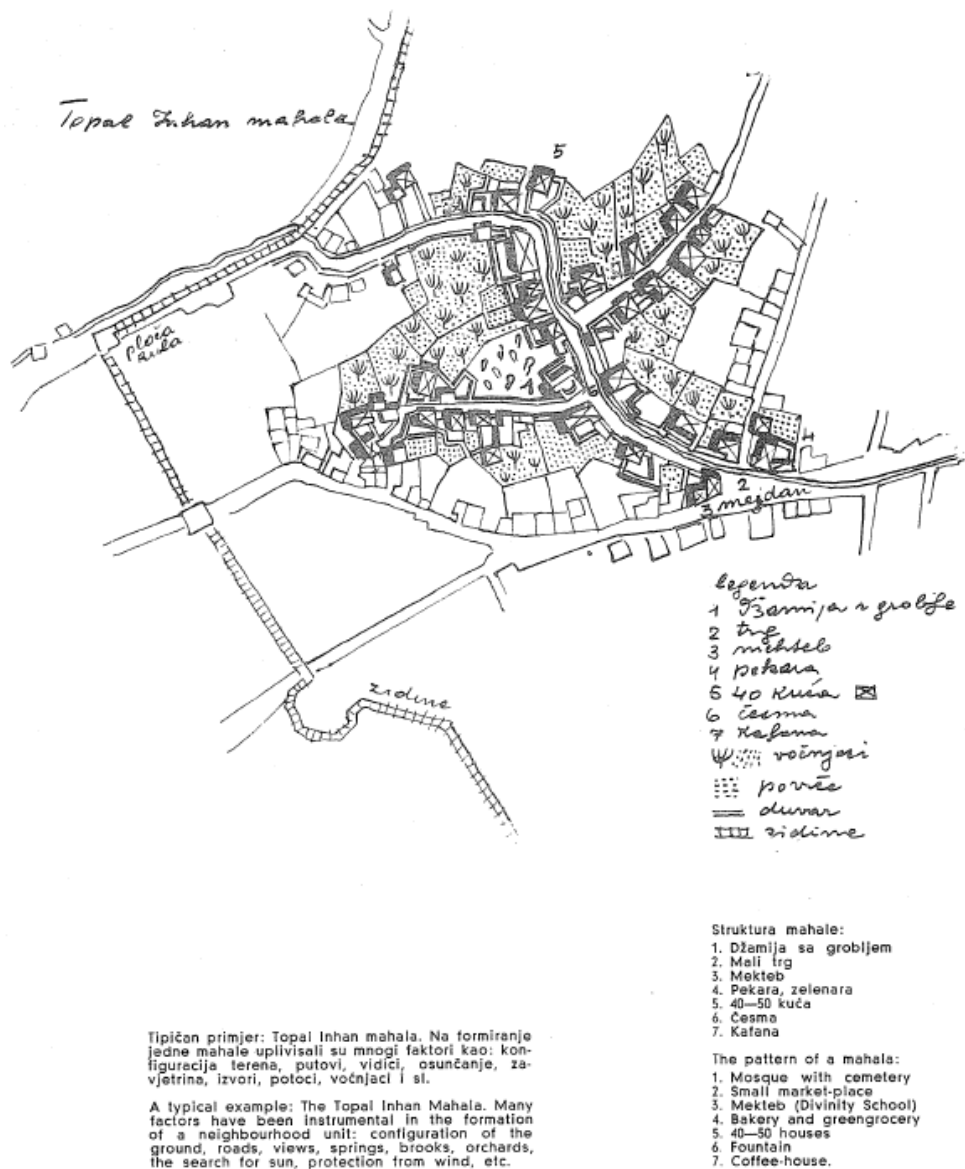 Topal Inhan mahala
5
ploča
1
4
2
3 mejdan
zidine
legenda
1 Džamija i groblje
2 trg
3 mekteb
4 pekara
5 40 kuća
6 česma
7 Kafana
voćnjaci
povrće
duvar
zidine
Struktura mahale:
1. Džamija sa grobljem
2. Mali trg
3. Mekteb
4. Pekara, zelenara
5. 40—50 kuća
6. Česma
7. Kafana
Tipičan primjer: Topal Inhan mahala. Na formiranje
jedne mahale uplivisali su mnogi faktori kao: kon-
figuracija terena, putovi, vidici, osunčanje, za-
vjetrina, izvori, potoci, voćnjaci i sl.
The pattern of a mahala:
1. Mosque with cemetery
2. Small market-place
3. Mekteb (Divinity School)
4. Bakery and greengrocery
5. 40—50 houses
6. Fountain
7. Coffee-house.
A typical example: The Topal Inhan Mahala. Many
factors have been instrumental in the formation
of a neighbourhood unit: configuration of the
ground, roads, views, springs, brooks, orchards,
the search for sun, protection from wind, etc.